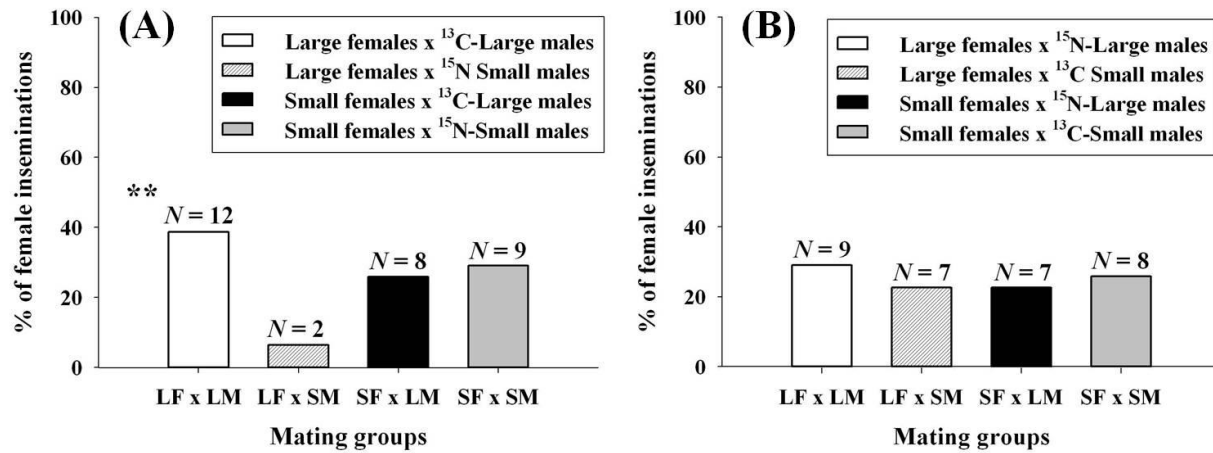 (A)
Large females x ¹³C-Large males
Large females x ¹⁵N Small males
Small females x ¹³C-Large males
Small females x ¹⁵N-Small males
% of female inseminations
100
80
60
40
20
0
**
N = 12
N = 2
N = 8
N = 9
LF x LM LF x SM SF x LM SF x SM
Mating groups
(B)
Large females x ¹⁵N-Large males
Large females x ¹³C Small males
Small females x ¹⁵N-Large males
Small females x ¹³C-Small males
% of female inseminations
100
80
60
40
20
0
N = 9
N = 7
N = 7
N = 8
LF x LM LF x SM SF x LM SF x SM
Mating groups